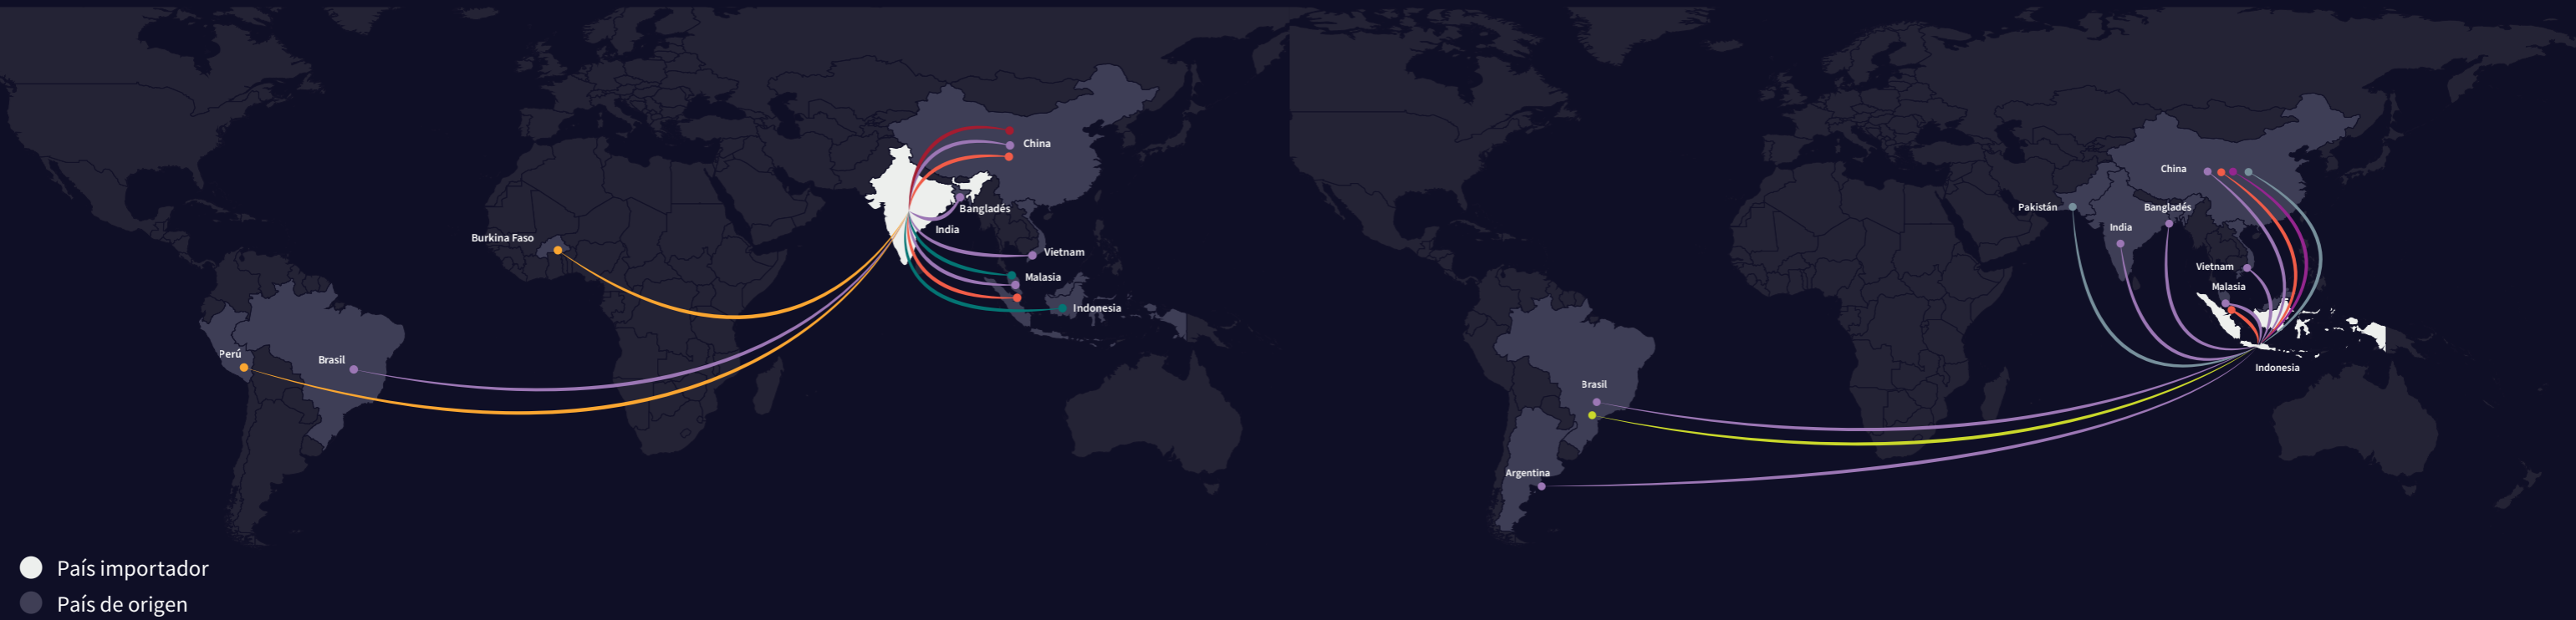 China
Bangladés
India
Burkina Faso
Vietnam
Malasia
Indonesia
Perú
Brasil
China
Pakistán
Bangladés
India
Vietnam
Malasia
Indonesia
Brasil
Argentina
País importador
País de origen